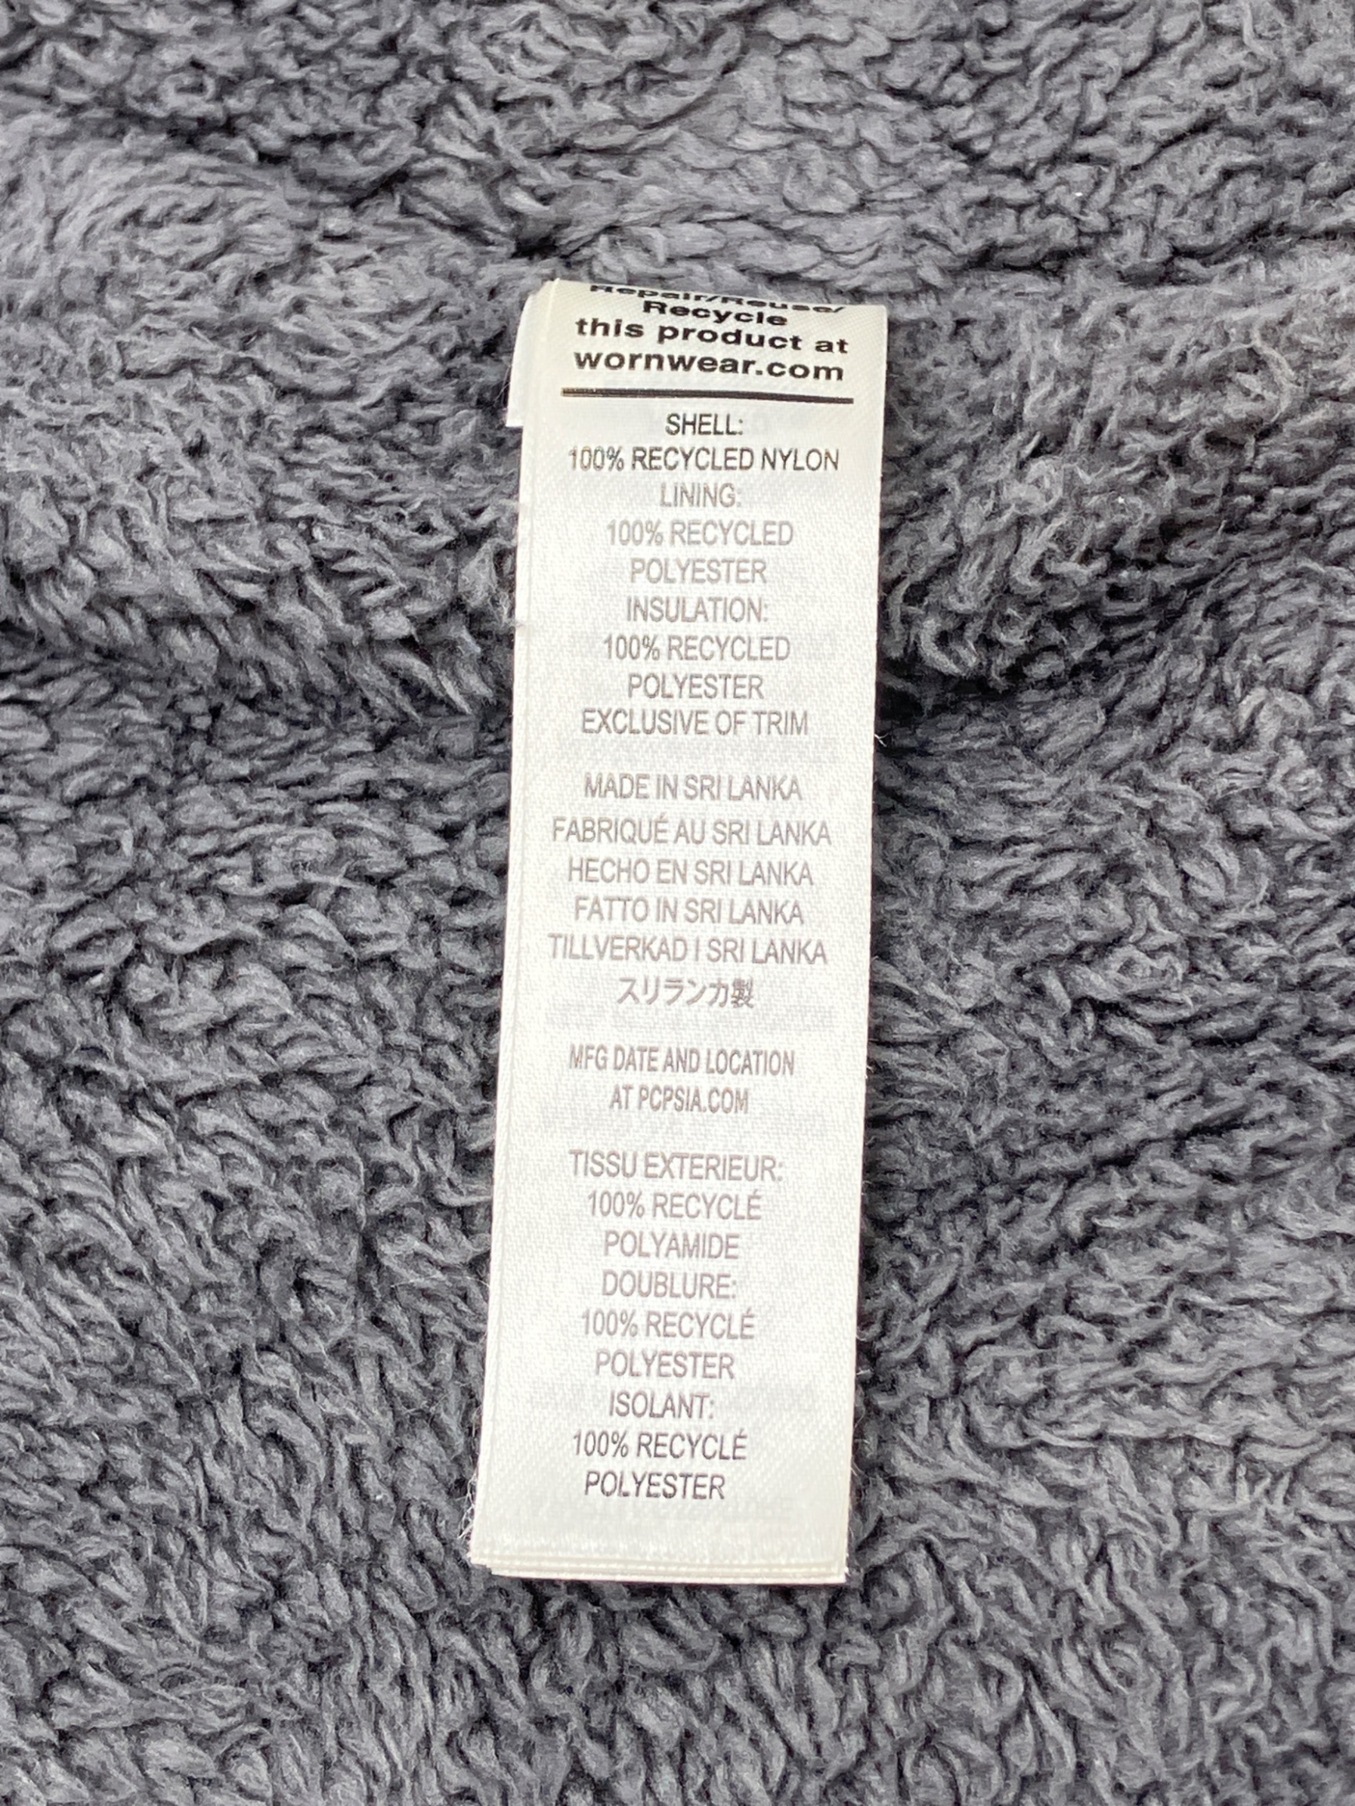 Repair/Reuse/
Recycle
this product at
wornwear.com
SHELL:
100% RECYCLED NYLON
LINING:
100% RECYCLED
POLYESTER
INSULATION:
100% RECYCLED
POLYESTER
EXCLUSIVE OF TRIM
MADE IN SRI LANKA
FABRIQUÉ AU SRI LANKA
HECHO EN SRI LANKA
FATTO IN SRI LANKA
TILLVERKAD I SRI LANKA
スリランカ製
MFG DATE AND LOCATION
AT PCPSIA.COM
TISSU EXTERIEUR:
100% RECYCLÉ
POLYAMIDE
DOUBLURE:
100% RECYCLÉ
POLYESTER
ISOLANT:
100% RECYCLÉ
POLYESTER